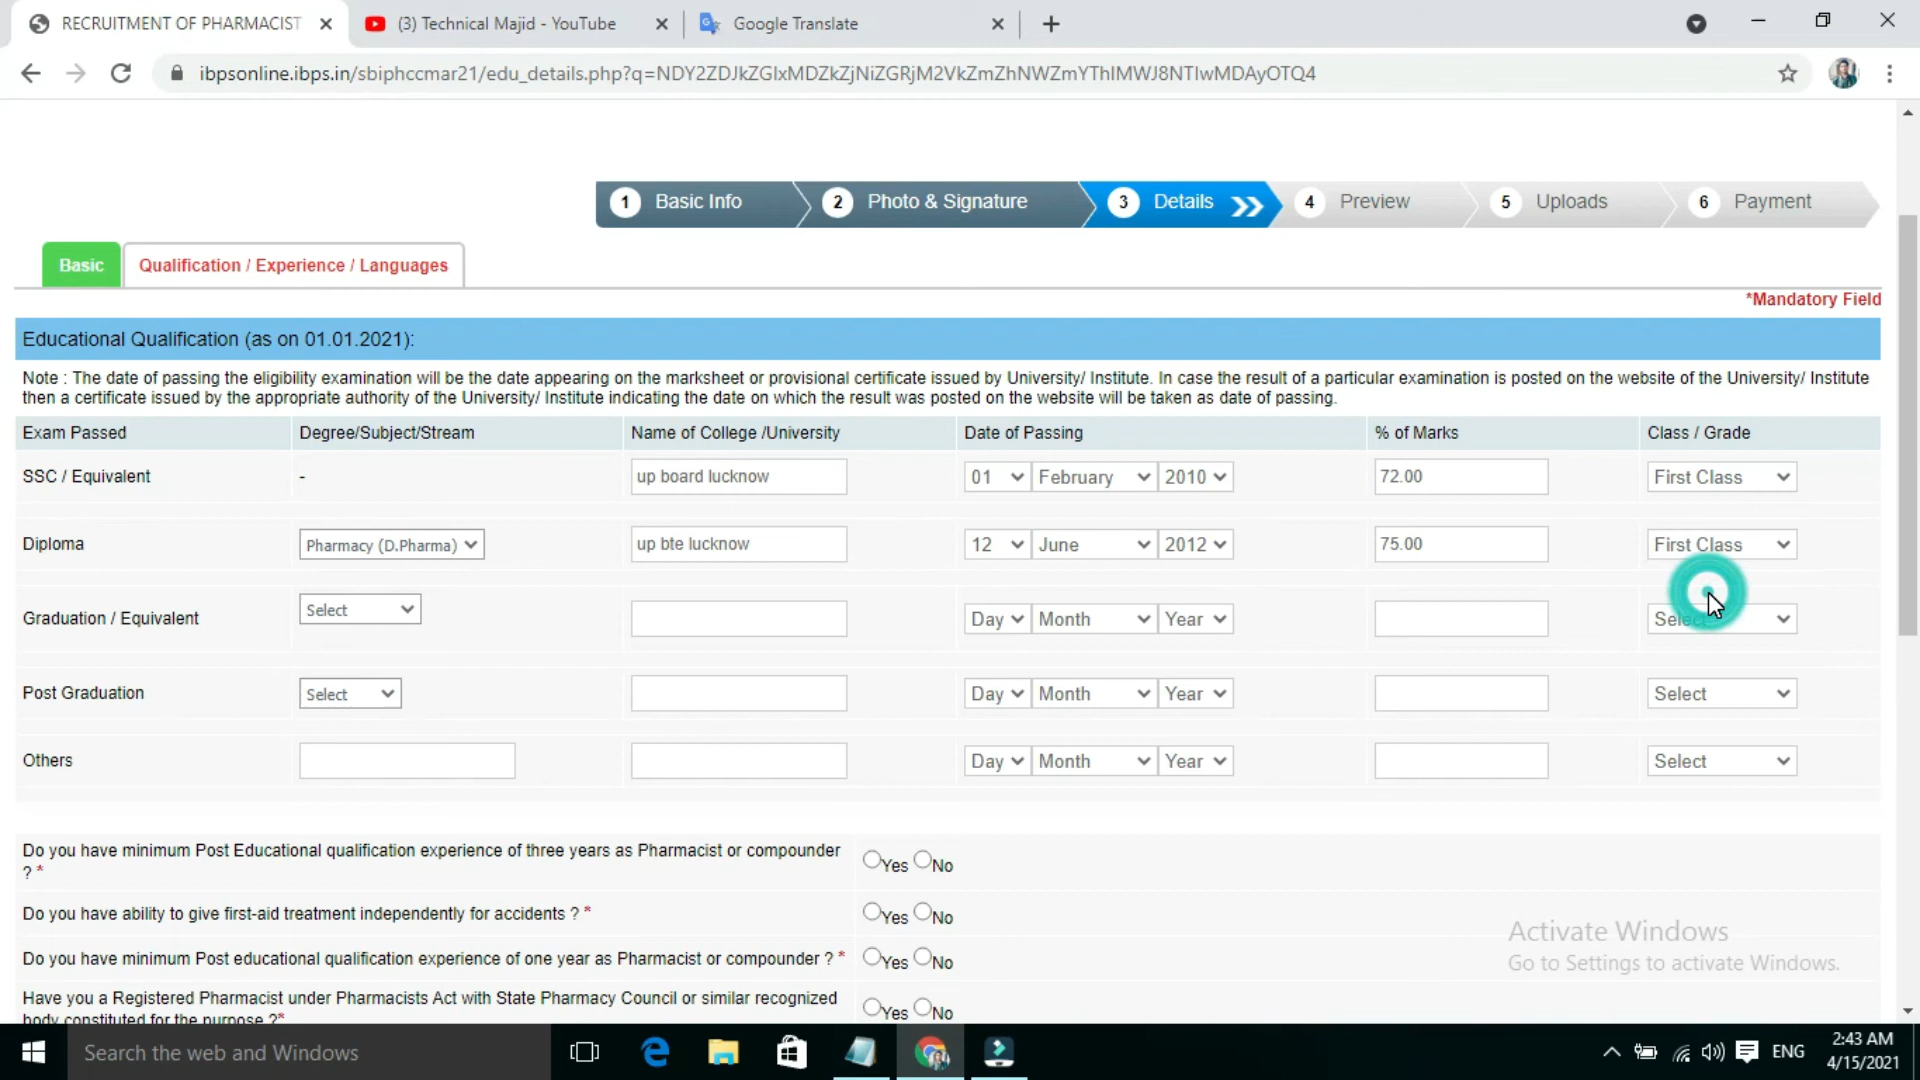 RECRUITMENT OF PHARMACIST
(3) Technical Majid - YouTube
Google Translate
ibpsonline.ibps.in/sbiphccmar21/edu_details.php?q=NDY2ZDJkZGIxMDZkZjNiZGRjM2VkZmZhNWZmYThlMWJ8NTIwMDAyOTQ4
1 Basic Info
2 Photo & Signature
3 Details
4 Preview
5 Uploads
6 Payment
Basic
Qualification / Experience / Languages
*Mandatory Field
Educational Qualification (as on 01.01.2021):
Note : The date of passing the eligibility examination will be the date appearing on the marksheet or provisional certificate issued by University/ Institute. In case the result of a particular examination is posted on the website of the University/ Institute
then a certificate issued by the appropriate authority of the University/ Institute indicating the date on which the result was posted on the website will be taken as date of passing.
Exam Passed Degree/Subject/Stream Name of College /University Date of Passing % of Marks Class / Grade
SSC / Equivalent - up board lucknow 01 February 2010 72.00 First Class
Diploma Pharmacy (D.Pharma) up bte lucknow 12 June 2012 75.00 First Class
Graduation / Equivalent Select Day Month Year Select
Post Graduation Select Day Month Year Select
Others Day Month Year Select
Do you have minimum Post Educational qualification experience of three years as Pharmacist or compounder
? * Yes No
Do you have ability to give first-aid treatment independently for accidents ? * Yes No
Do you have minimum Post educational qualification experience of one year as Pharmacist or compounder ? * Yes No
Have you a Registered Pharmacist under Pharmacists Act with State Pharmacy Council or similar recognized
body constituted for the purpose ?* Yes No
Activate Windows
Go to Settings to activate Windows.
Search the web and Windows
ENG
2:43 AM
4/15/2021